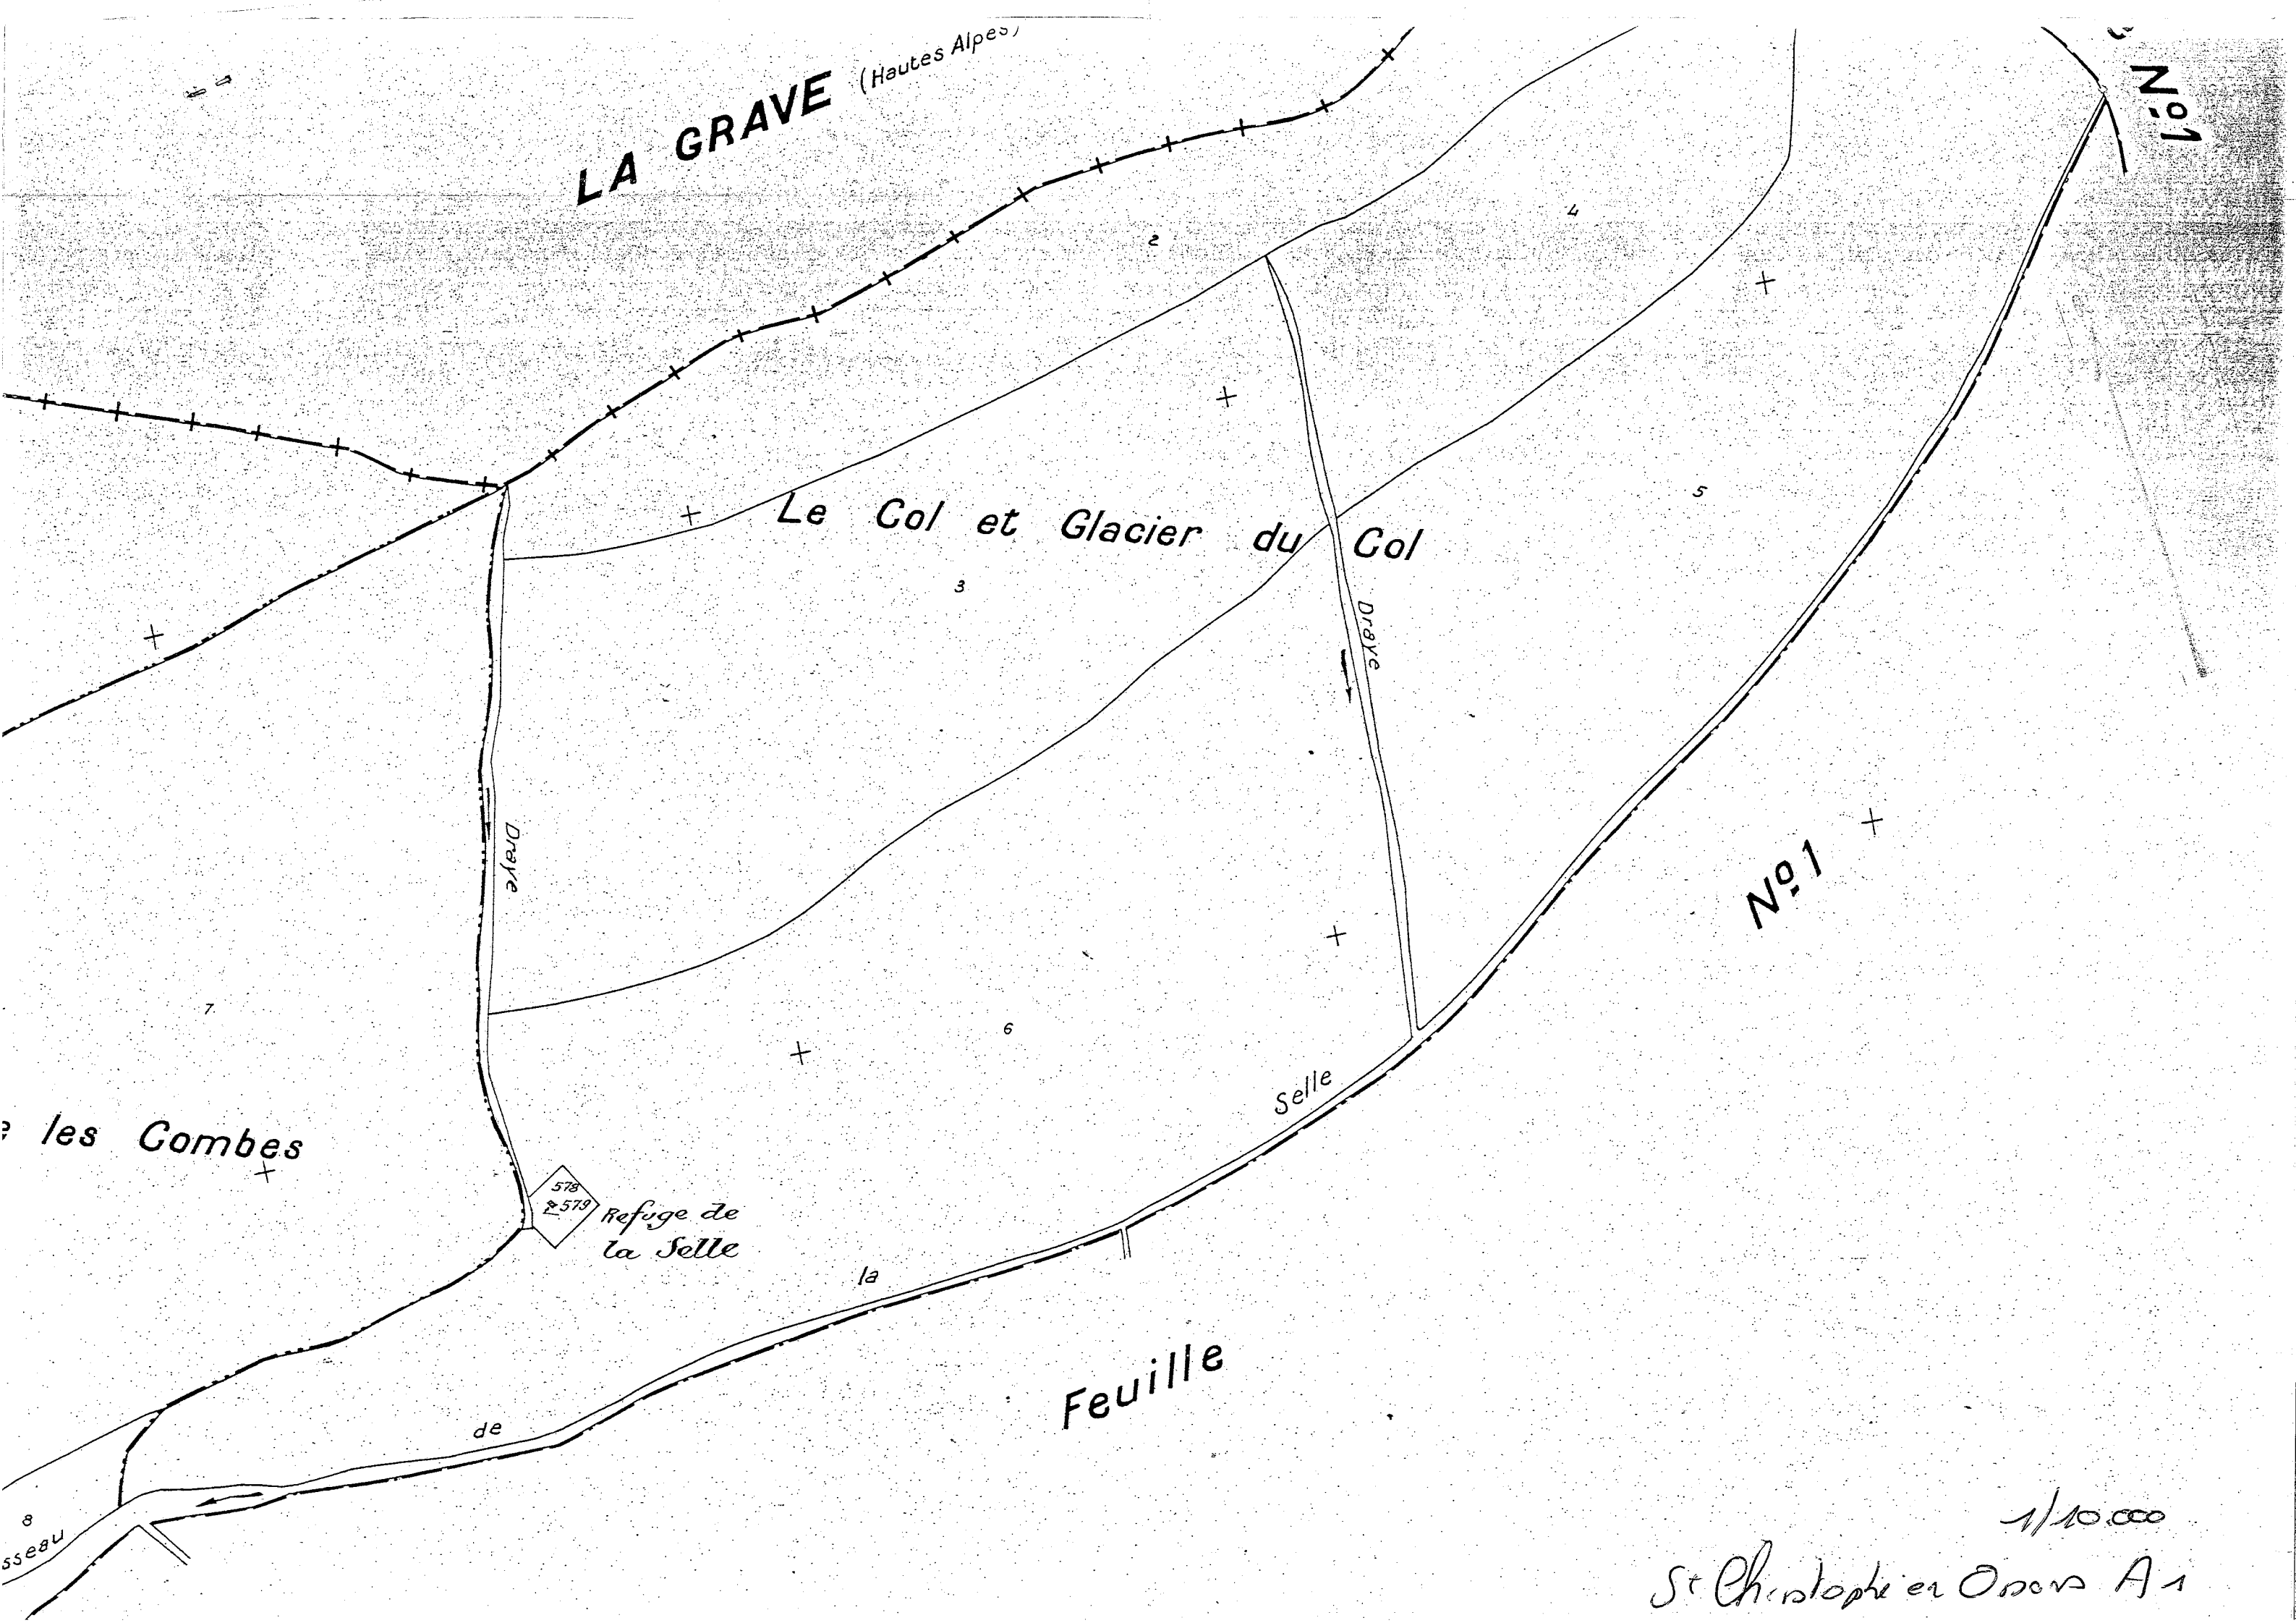 LA GRAVE (Hautes Alpes)
Nº1
2
4
5
Le Col et Glacier du Col
3
Draye
Draye
Nº1
7
6
Selle
les Combes
578
579
Refuge de
la Selle
la
Feuille
de
8
sseau
1/10.000
St Christophe en Oisans A1